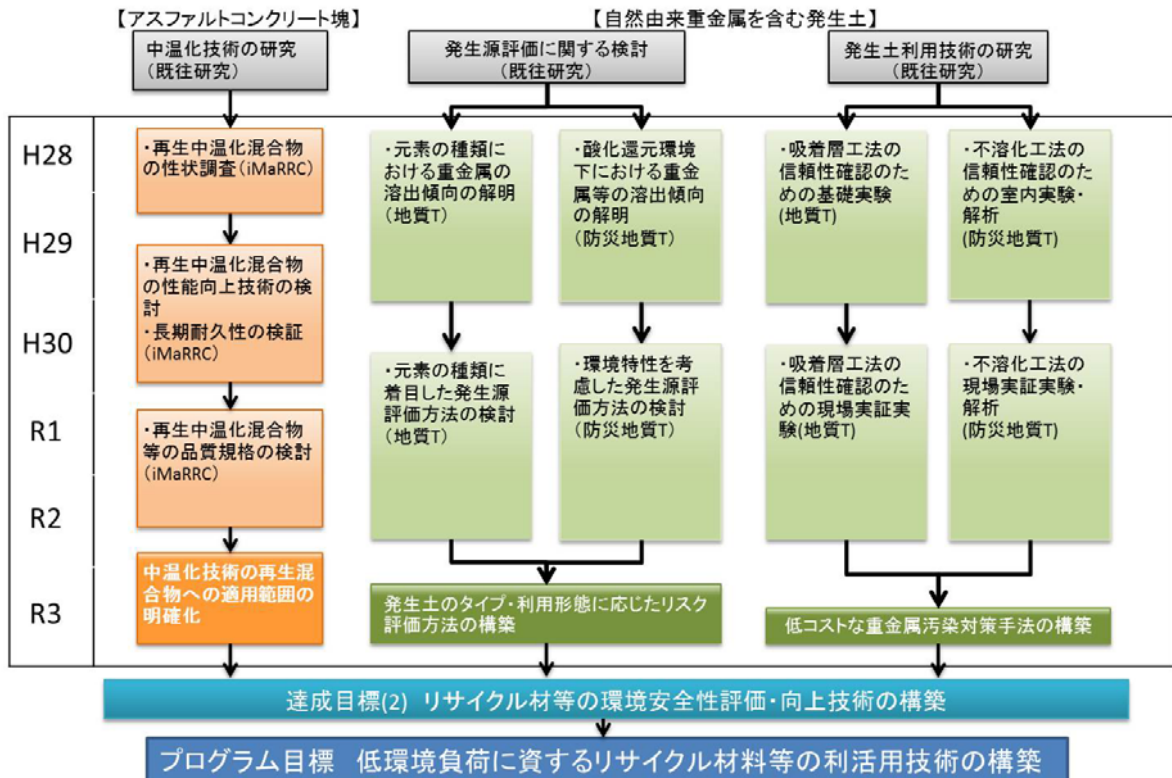 【アスファルトコンクリート塊】
【自然由来重金属を含む発生土】
中温化技術の研究
(既往研究)
発生源評価に関する検討
(既往研究)
発生土利用技術の研究
(既往研究)
H28
H29
H30
R1
R2
R3
・再生中温化混合物
の性状調査(iMaRRC)
・再生中温化混合物
の性能向上技術の検
討
・長期耐久性の検証
(iMaRRC)
・再生中温化混合物
等の品質規格の検討
(iMaRRC)
中温化技術の再生混
合物への適用範囲の
明確化
・元素の種類に
おける重金属の
溶出傾向の解明
(地質T)
・酸化還元環境
下における重金
属等の溶出傾向
の解明
(防災地質T)
・元素の種類に
着目した発生源
評価方法の検討
(地質T)
・環境特性を考
慮した発生源評
価方法の検討
(防災地質T)
発生土のタイプ・利用形態に応じたリスク
評価方法の構築
・吸着層工法の
信頼性確認のた
めの基礎実験
(地質T)
・不溶化工法の
信頼性確認のた
めの室内実験・
解析
(防災地質T)
・吸着層工法の
信頼性確認のた
めの現場実証実
験(地質T)
・不溶化工法の
現場実証実験・
解析
(防災地質T)
低コストな重金属汚染対策手法の構築
達成目標(2) リサイクル材等の環境安全性評価・向上技術の構築
プログラム目標 低環境負荷に資するリサイクル材料等の利活用技術の構築